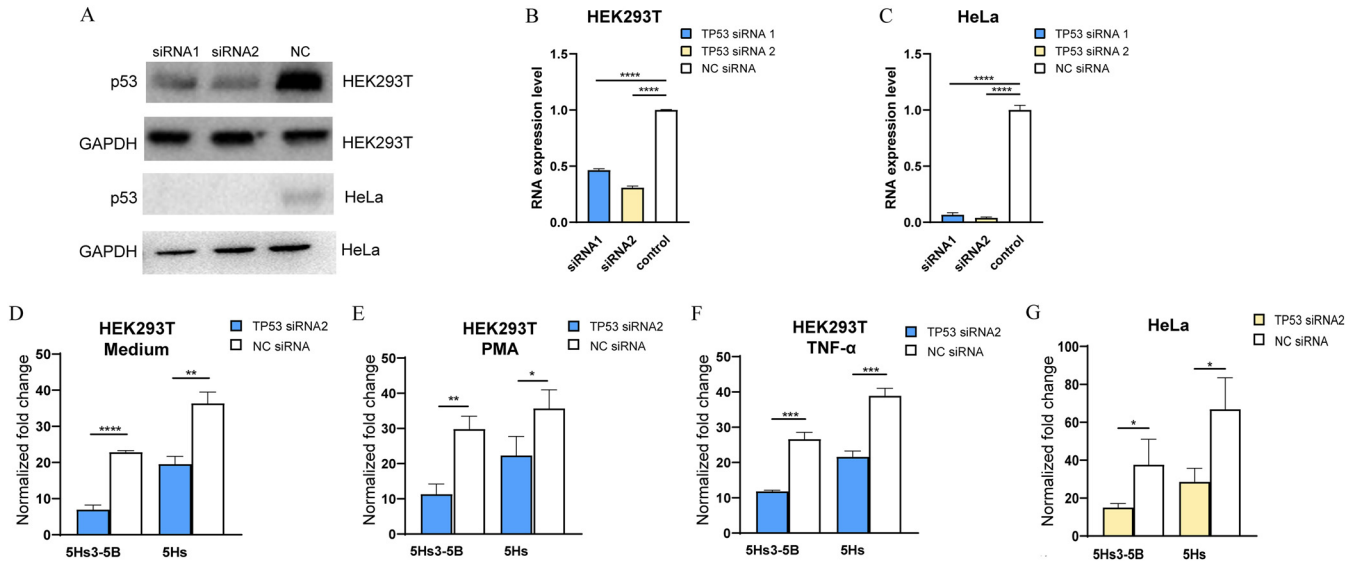 A
siRNA1 siRNA2 NC
p53 HEK293T
GAPDH HEK293T
p53 HeLa
GAPDH HeLa
B
HEK293T
TP53 siRNA 1
TP53 siRNA 2
NC siRNA
RNA expression level
1.5
1.0
0.5
0.0
****
****
siRNA1 siRNA2 control
C
HeLa
TP53 siRNA 1
TP53 siRNA 2
NC siRNA
RNA expression level
1.5
1.0
0.5
0.0
****
****
siRNA1 siRNA2 control
D
HEK293T
Medium
TP53 siRNA2
NC siRNA
Normalized fold change
50
40
30
20
10
0
****
**
5Hs3-5B 5Hs
E
HEK293T
PMA
TP53 siRNA2
NC siRNA
Normalized fold change
50
40
30
20
10
0
**
*
5Hs3-5B 5Hs
F
HEK293T
TNF-α
TP53 siRNA2
NC siRNA
Normalized fold change
50
40
30
20
10
0
***
***
5Hs3-5B 5Hs
G
HeLa
TP53 siRNA2
NC siRNA
Normalized fold change
100
80
60
40
20
0
*
*
5Hs3-5B 5Hs